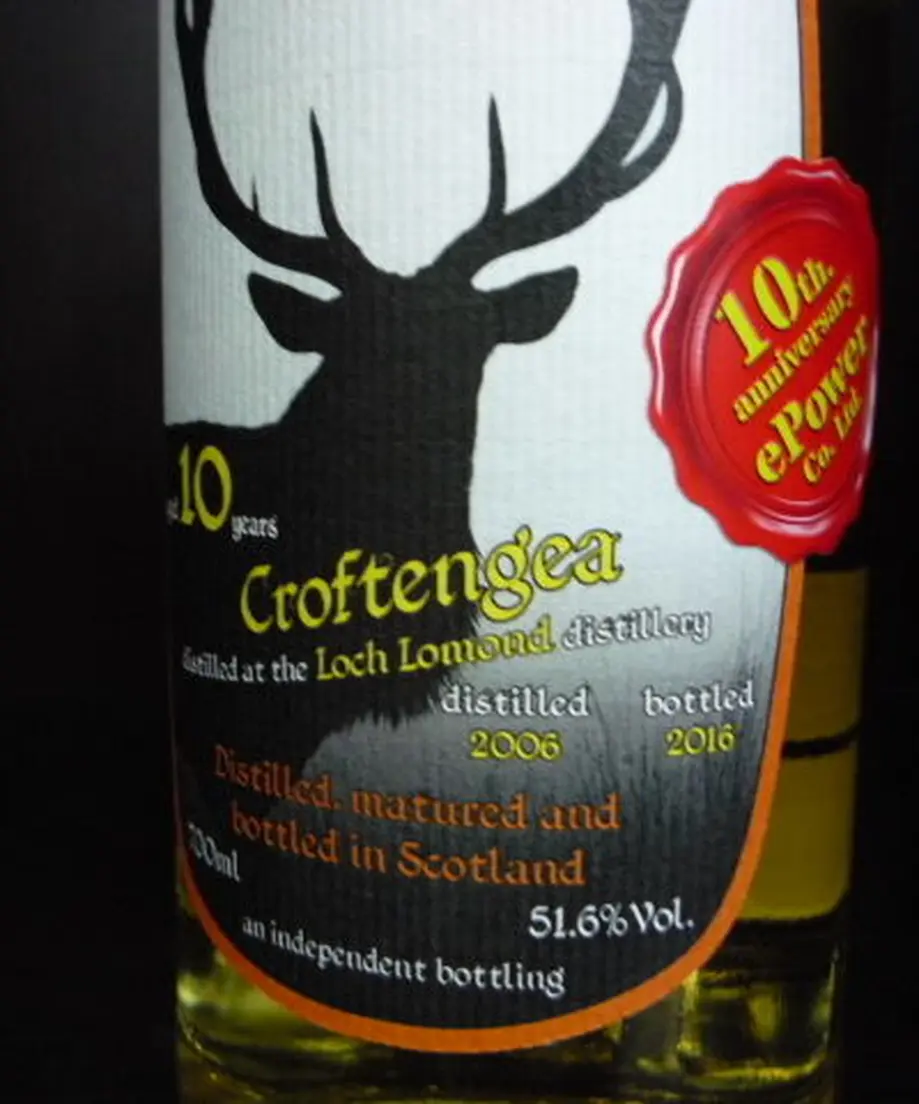 10th.
anniversary
ePower
Co. Ltd.
10 years
Croftengea
distilled at the Loch Lomond distillery
distilled bottled
2006 2016
Distilled, matured and
bottled in Scotland
51.6%Vol.
an independent bottling